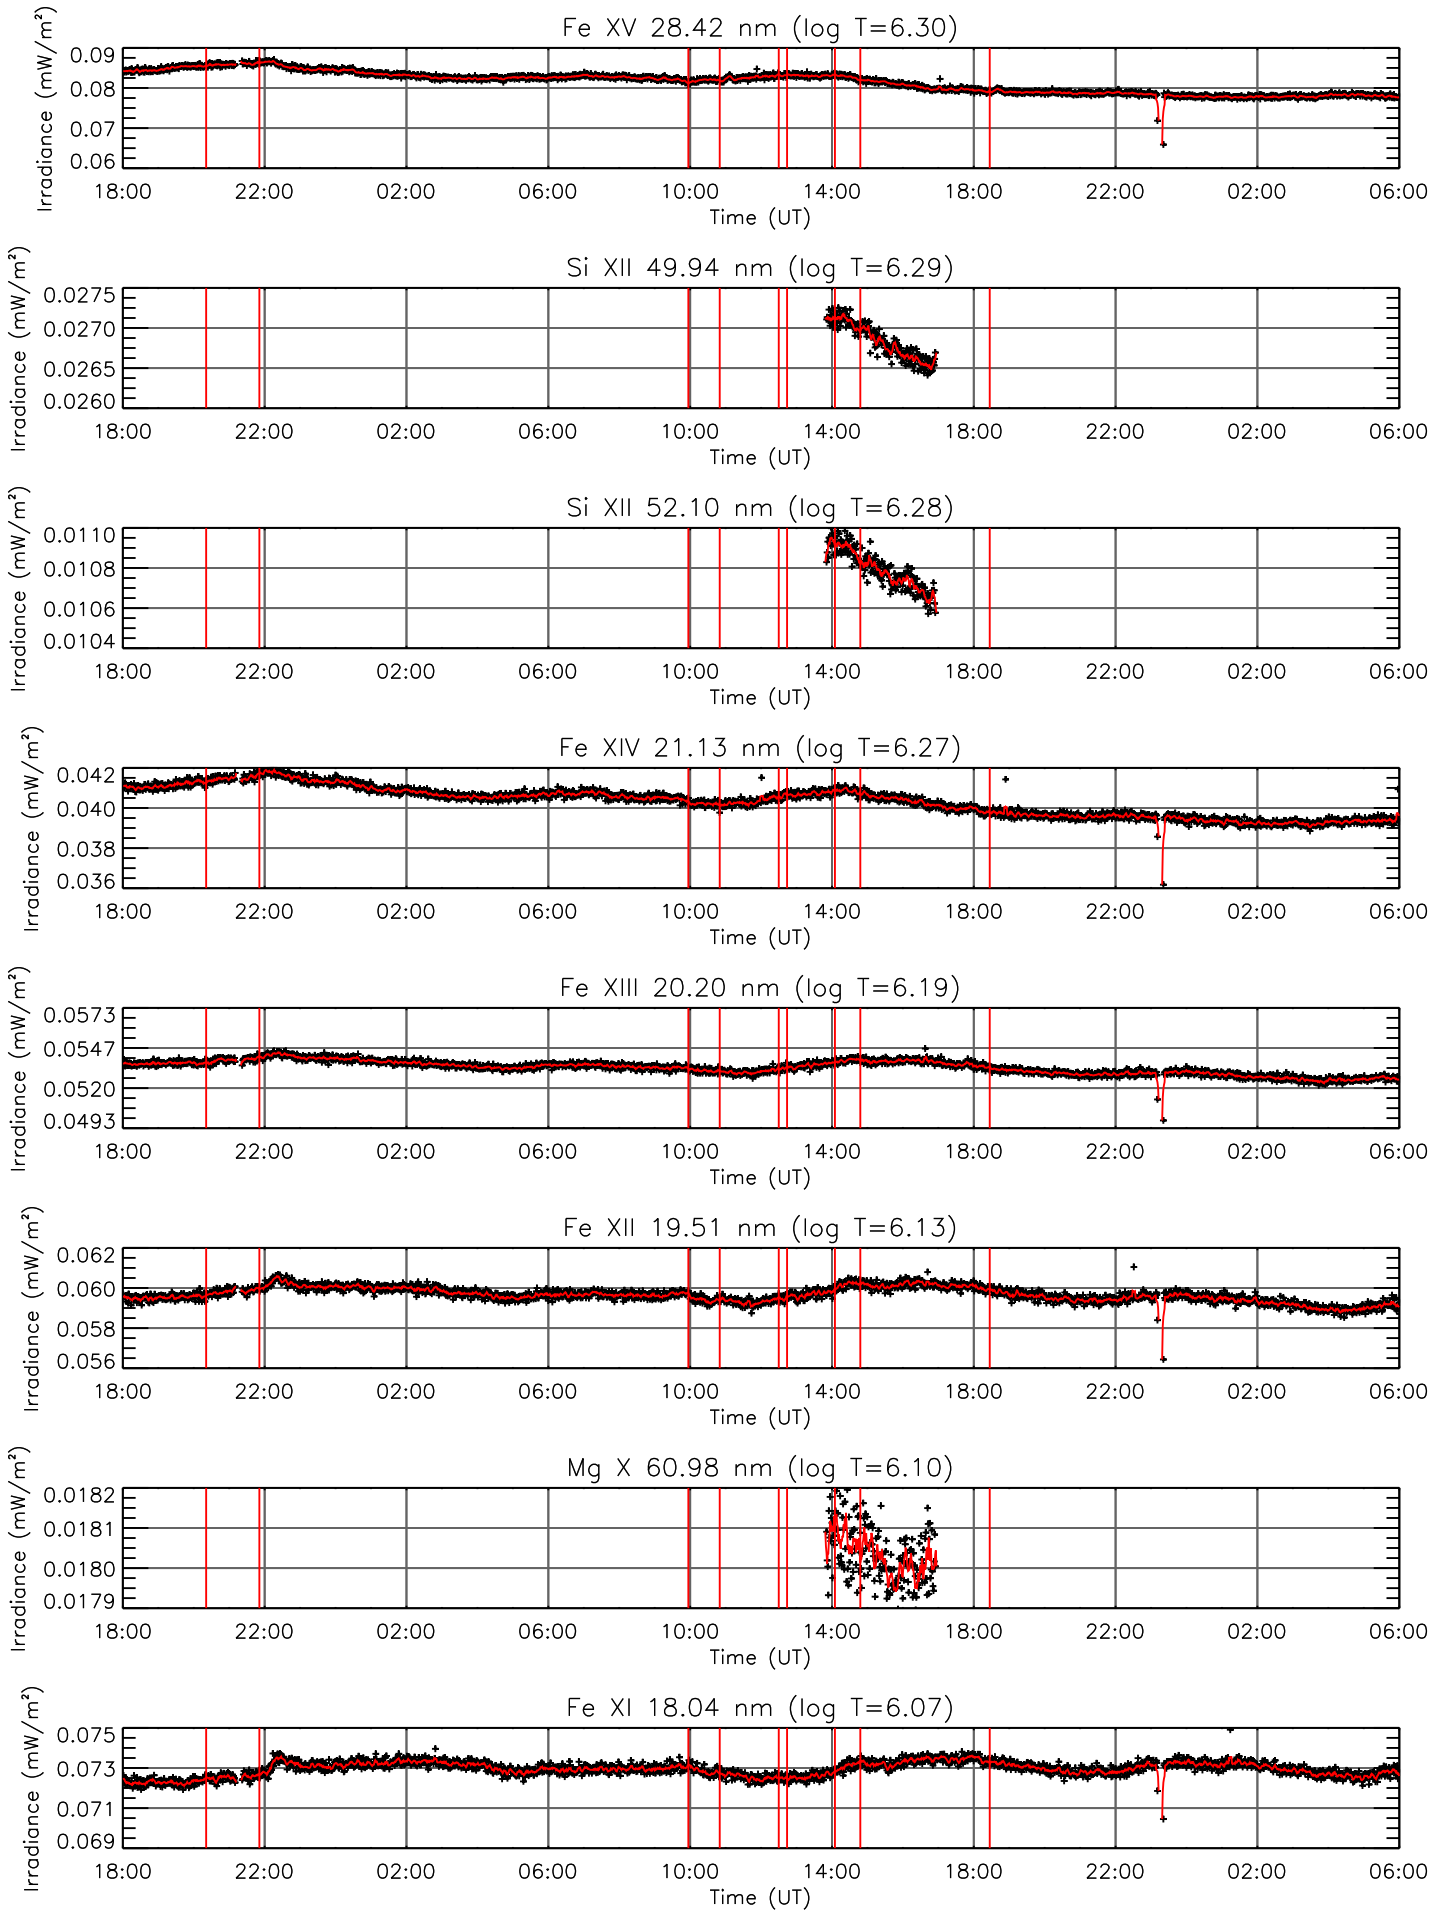 Fe XV 28.42 nm (log T=6.30)
Irradiance (mW/m²)
0.09
0.08
0.07
0.06
18:00 22:00 02:00 06:00 10:00 14:00 18:00 22:00 02:00 06:00
Time (UT)
Si XII 49.94 nm (log T=6.29)
Irradiance (mW/m²)
0.0275
0.0270
0.0265
0.0260
18:00 22:00 02:00 06:00 10:00 14:00 18:00 22:00 02:00 06:00
Time (UT)
Si XII 52.10 nm (log T=6.28)
Irradiance (mW/m²)
0.0110
0.0108
0.0106
0.0104
18:00 22:00 02:00 06:00 10:00 14:00 18:00 22:00 02:00 06:00
Time (UT)
Fe XIV 21.13 nm (log T=6.27)
Irradiance (mW/m²)
0.042
0.040
0.038
0.036
18:00 22:00 02:00 06:00 10:00 14:00 18:00 22:00 02:00 06:00
Time (UT)
Fe XIII 20.20 nm (log T=6.19)
Irradiance (mW/m²)
0.0573
0.0547
0.0520
0.0493
18:00 22:00 02:00 06:00 10:00 14:00 18:00 22:00 02:00 06:00
Time (UT)
Fe XII 19.51 nm (log T=6.13)
Irradiance (mW/m²)
0.062
0.060
0.058
0.056
18:00 22:00 02:00 06:00 10:00 14:00 18:00 22:00 02:00 06:00
Time (UT)
Mg X 60.98 nm (log T=6.10)
Irradiance (mW/m²)
0.0182
0.0181
0.0180
0.0179
18:00 22:00 02:00 06:00 10:00 14:00 18:00 22:00 02:00 06:00
Time (UT)
Fe XI 18.04 nm (log T=6.07)
Irradiance (mW/m²)
0.075
0.073
0.071
0.069
18:00 22:00 02:00 06:00 10:00 14:00 18:00 22:00 02:00 06:00
Time (UT)